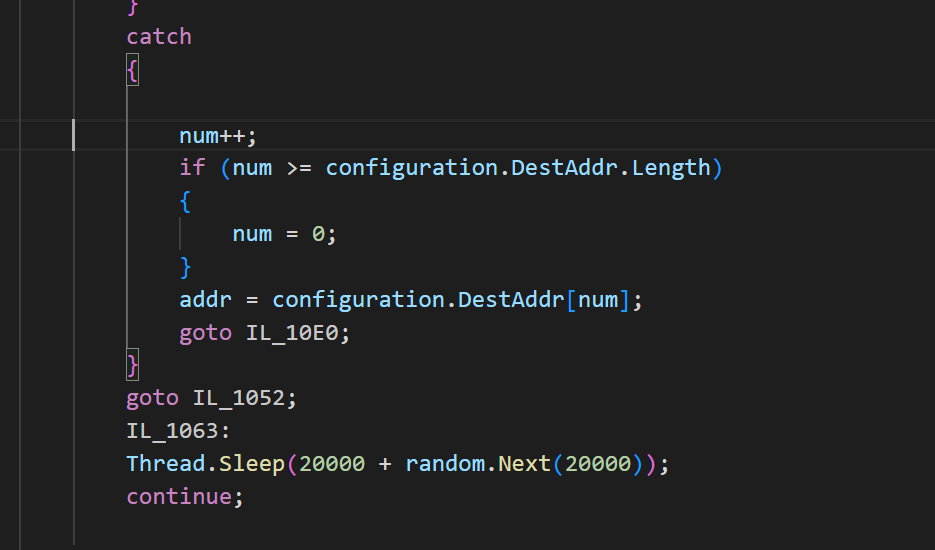 }
catch
{
num++;
if (num >= configuration.DestAddr.Length)
{
num = 0;
}
addr = configuration.DestAddr[num];
goto IL_10E0;
}
goto IL_1052;
IL_1063:
Thread.Sleep(20000 + random.Next(20000));
continue;